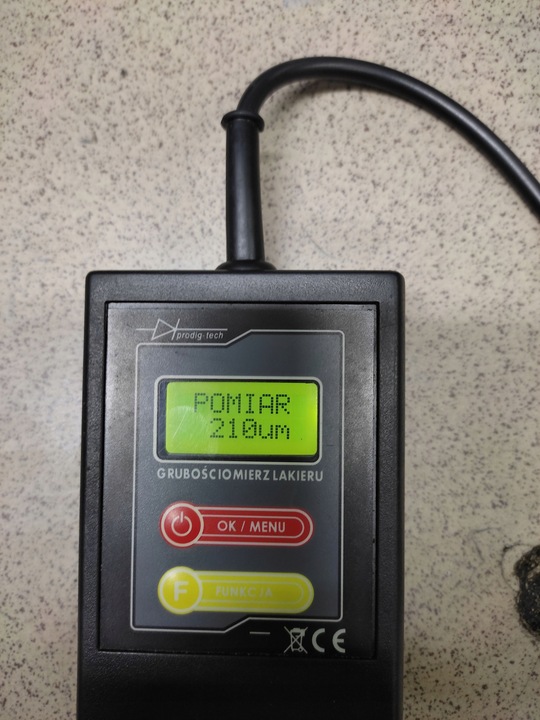 prodig-tech
POMIAR
210um
GRUBOŚCIOMIERZ LAKIERU
OK / MENU
F
FUNKCJA
CE